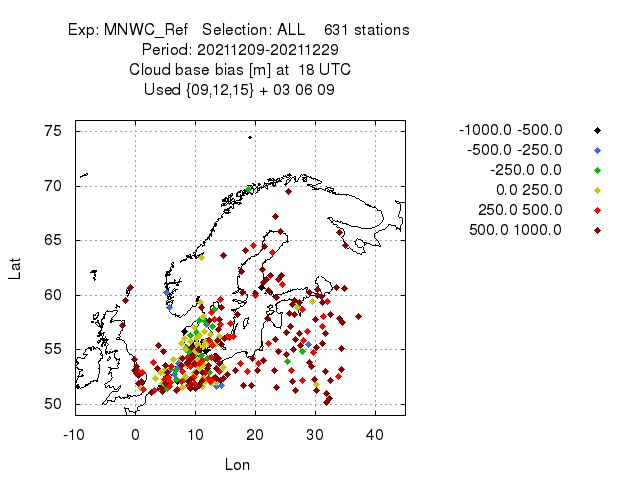 Exp: MNWC_Ref   Selection: ALL    631 stations
Period: 20211209-20211229
Cloud base bias [m] at  18 UTC
Used {09,12,15} + 03 06 09
-1000.0 -500.0
-500.0 -250.0
-250.0 0.0
0.0 250.0
250.0 500.0
500.0 1000.0
75
70
65
60
55
50
Lat
-10 0 10 20 30 40
Lon